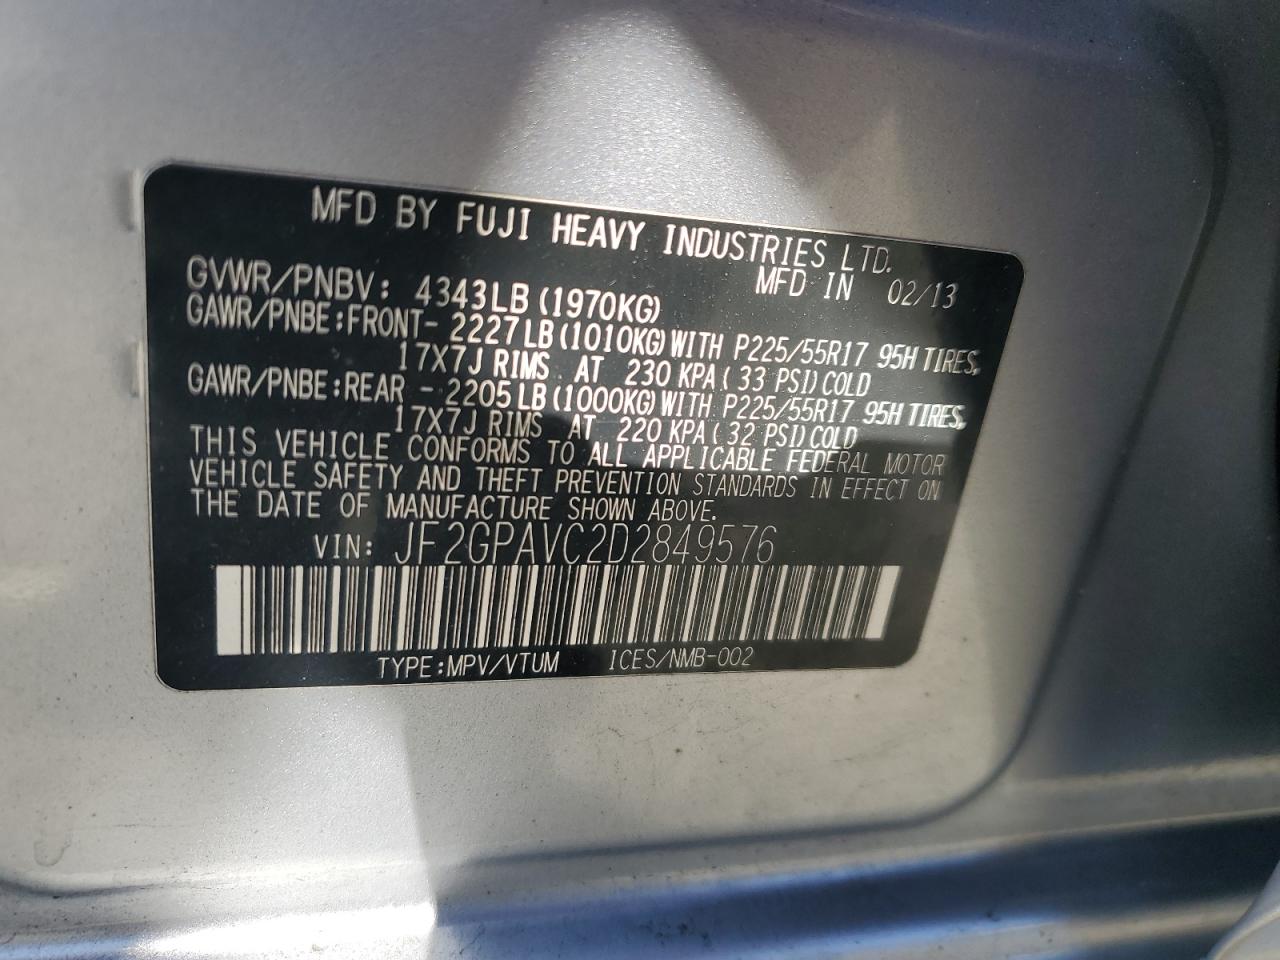 MFD BY FUJI HEAVY INDUSTRIES LTD.
MFD IN 02/13
GVWR/PNBV: 4343LB (1970KG)
GAWR/PNBE:FRONT- 2227LB (1010KG) WITH P225/55R17 95H TIRES,
17X7J RIMS AT 230 KPA ( 33 PSI) COLD
GAWR/PNBE:REAR - 2205LB (1000KG) WITH P225/55R17 95H TIRES,
17X7J RIMS AT 220 KPA ( 32 PSI) COLD
THIS VEHICLE CONFORMS TO ALL APPLICABLE FEDERAL MOTOR
VEHICLE SAFETY AND THEFT PREVENTION STANDARDS IN EFFECT ON
THE DATE OF MANUFACTURE SHOWN ABOVE.
VIN: JF2GPAVC2D2849576
TYPE:MPV/VTUM ICES/NMB-002